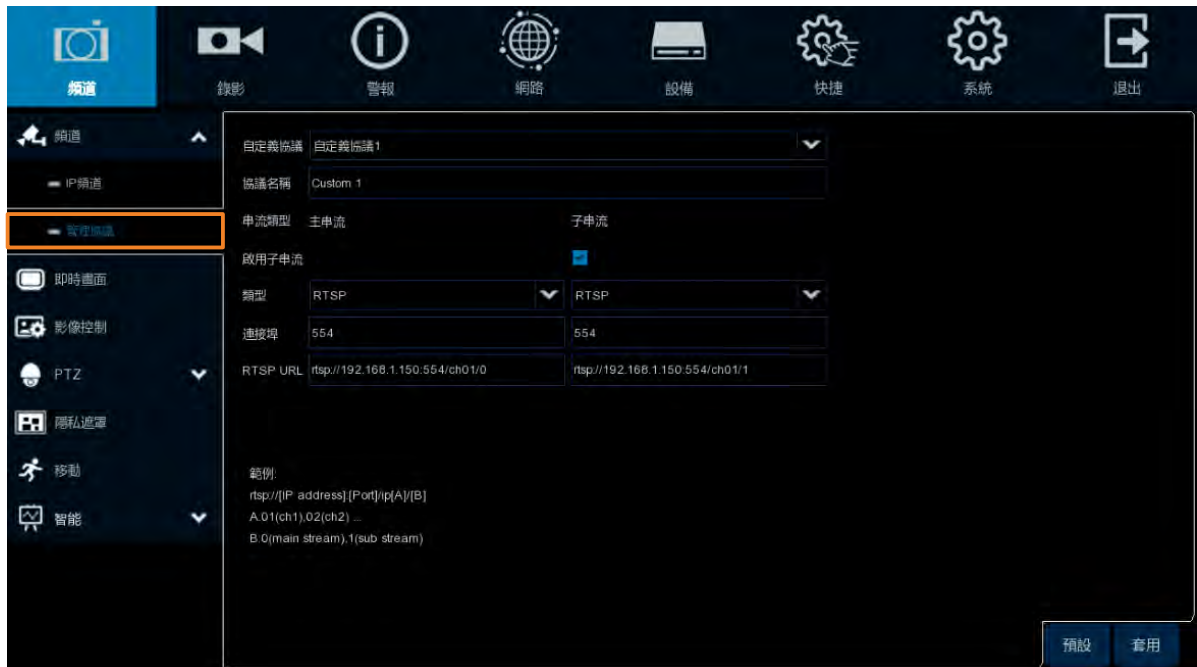 頻道 錄影 警報 網路 設備 快捷 系統 退出
頻道
IP頻道
管理協議
即時畫面
影像控制
PTZ
隱私遮罩
移動
智能
自定義協議 自定義協議1
協議名稱 Custom 1
串流類型 主串流 子串流
啟用子串流
類型 RTSP RTSP
連接埠 554 554
RTSP URL rtsp://192.168.1.150:554/ch01/0 rtsp://192.168.1.150:554/ch01/1
範例:
rtsp://[IP address]:[Port]/ip[A]/[B]
A.01(ch1),02(ch2) ...
B.0(main stream),1(sub stream)
預設 套用